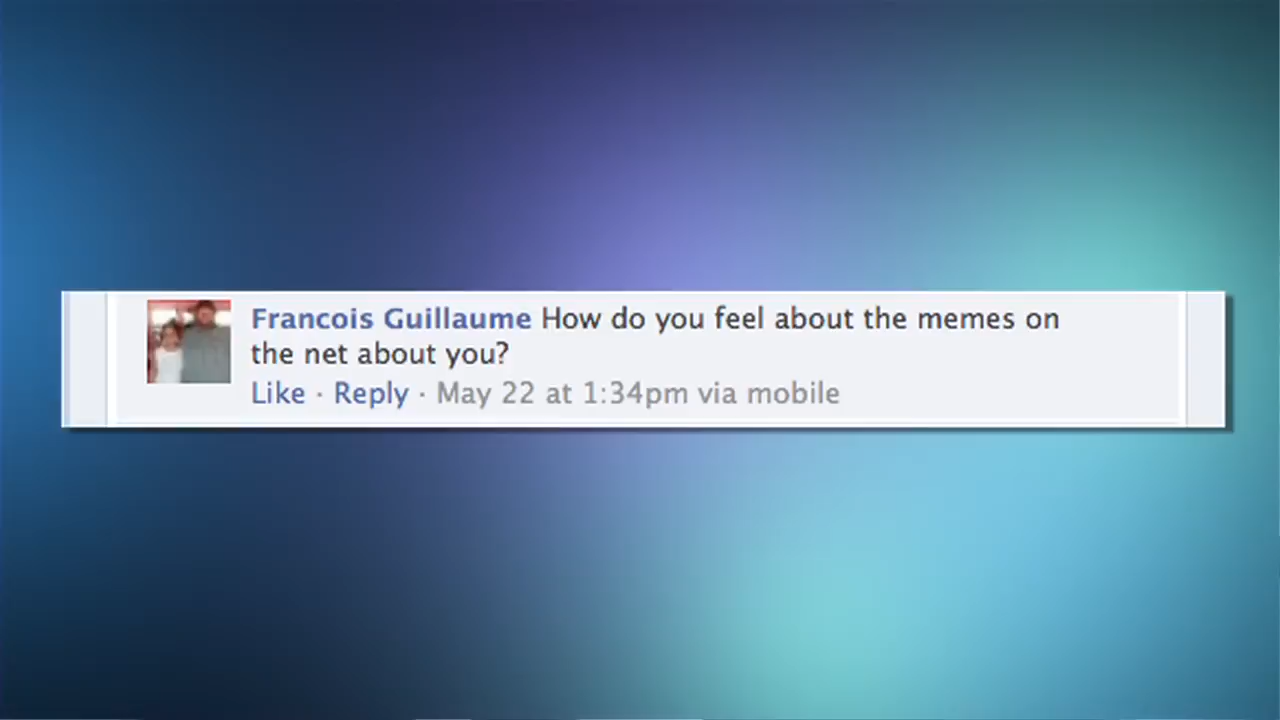 Francois Guillaume How do you feel about the memes on
the net about you?
Like · Reply · May 22 at 1:34pm via mobile